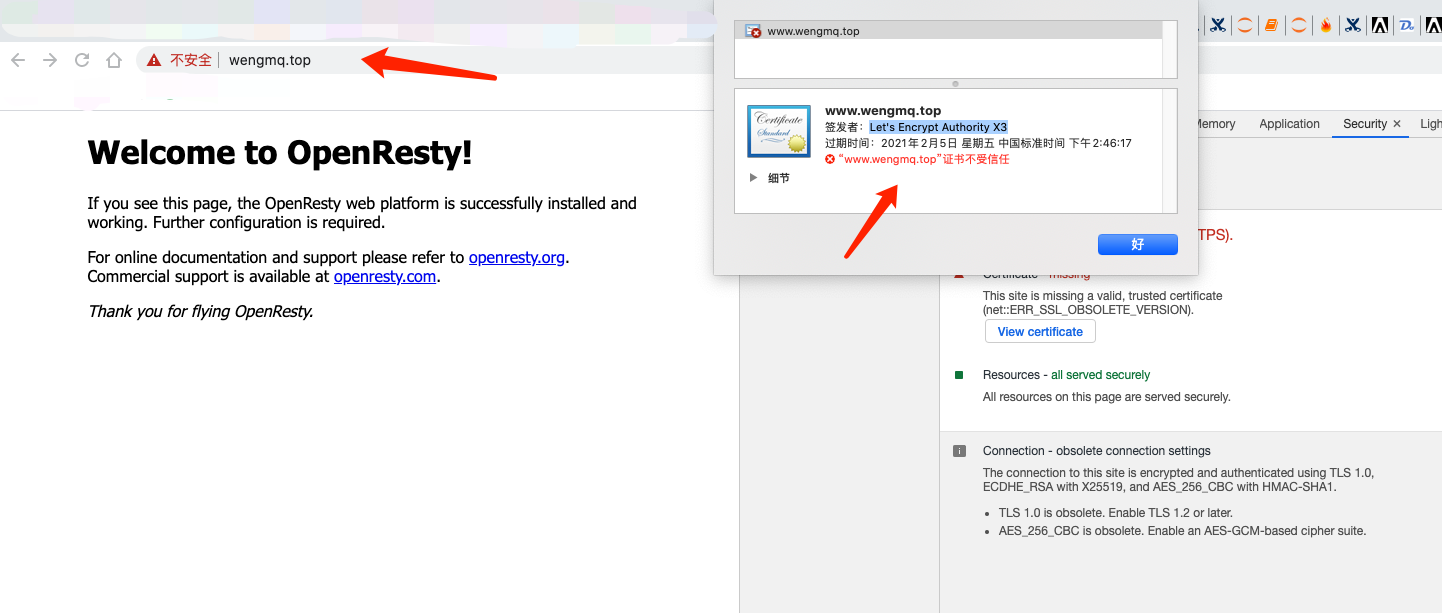 www.wengmq.top
不安全
wengmq.top
www.wengmq.top
签发者：Let's Encrypt Authority X3
过期时间：2021年2月5日 星期五 中国标准时间 下午2:46:17
“www.wengmq.top”证书不受信任
细节
好
Welcome to OpenResty!
If you see this page, the OpenResty web platform is successfully installed and
working. Further configuration is required.
For online documentation and support please refer to openresty.org.
Commercial support is available at openresty.com.
Thank you for flying OpenResty.
Memory
Application
Security
Ligh
TPS).
Certificate - missing
This site is missing a valid, trusted certificate
(net::ERR_SSL_OBSOLETE_VERSION).
View certificate
Resources - all served securely
All resources on this page are served securely.
Connection - obsolete connection settings
The connection to this site is encrypted and authenticated using TLS 1.0,
ECDHE_RSA with X25519, and AES_256_CBC with HMAC-SHA1.
TLS 1.0 is obsolete. Enable TLS 1.2 or later.
AES_256_CBC is obsolete. Enable an AES-GCM-based cipher suite.